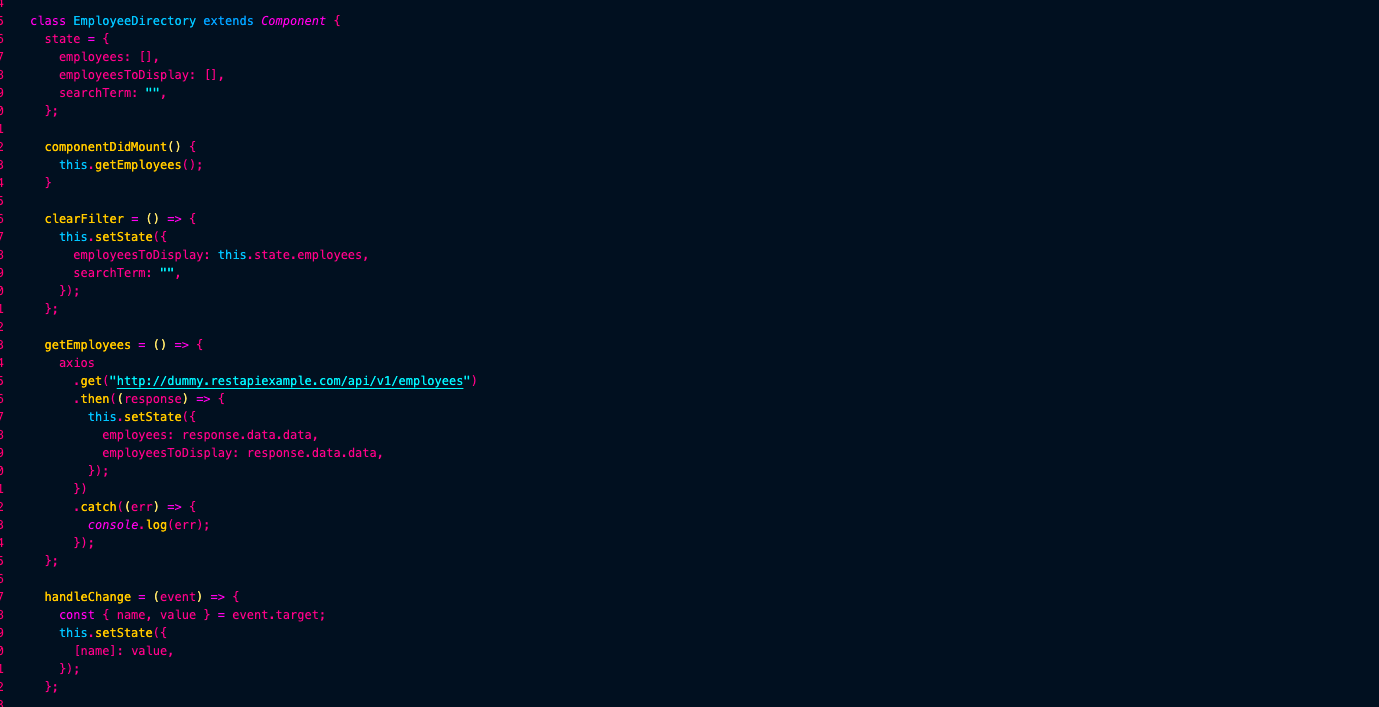 class EmployeeDirectory extends Component {
state = {
employees: [],
employeesToDisplay: [],
searchTerm: "",
};
componentDidMount() {
this.getEmployees();
}
clearFilter = () => {
this.setState({
employeesToDisplay: this.state.employees,
searchTerm: "",
});
};
getEmployees = () => {
axios
.get("http://dummy.restapiexample.com/api/v1/employees")
.then((response) => {
this.setState({
employees: response.data.data,
employeesToDisplay: response.data.data,
});
})
.catch((err) => {
console.log(err);
});
};
handleChange = (event) => {
const { name, value } = event.target;
this.setState({
[name]: value,
});
};